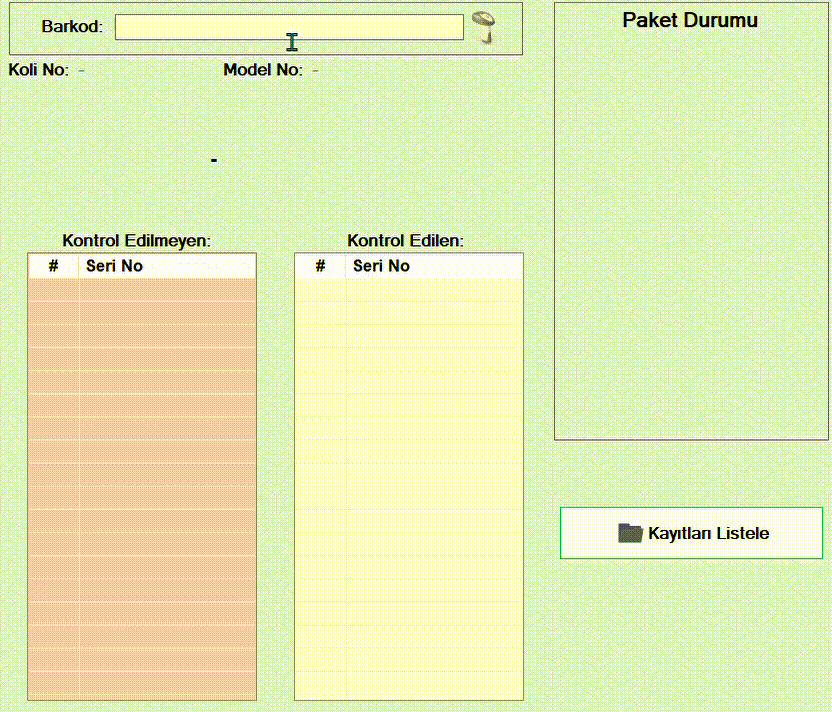 Barkod:
Paket Durumu
Koli No: -
Model No: -
-
Kontrol Edilmeyen:
Kontrol Edilen:
# Seri No
# Seri No
Kayıtları Listele